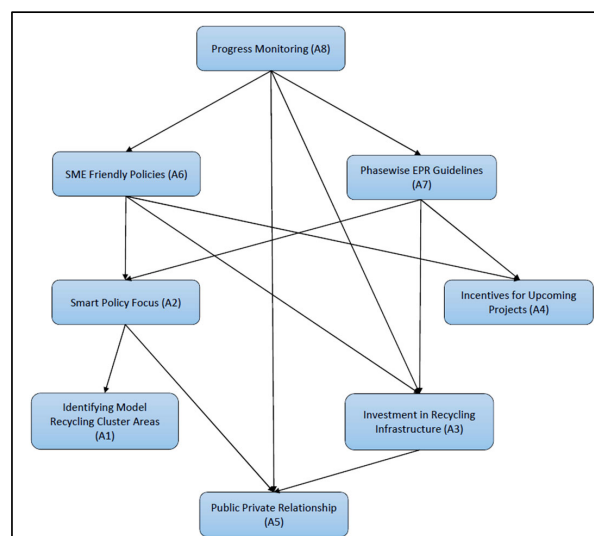 Progress Monitoring (A8)
SME Friendly Policies (A6)
Phasewise EPR Guidelines
(A7)
Smart Policy Focus (A2)
Incentives for Upcoming
Projects (A4)
Identifying Model
Recycling Cluster Areas
(A1)
Investment in Recycling
Infrastructure (A3)
Public Private Relationship
(A5)